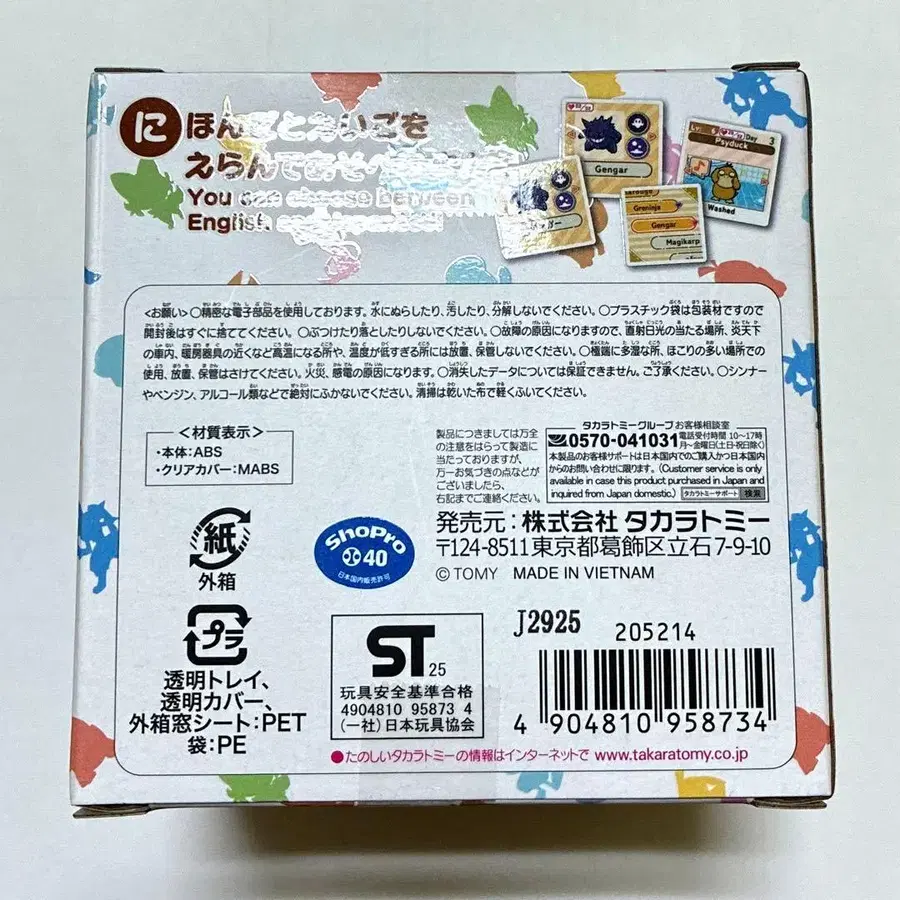 に ほんごとえいごを
えらんで
You can choose between
English
Gengar
Lv. 6 Day 3
Psyduck
Washed
Greninja
Gengar
Magikarp
<お願い>○精密な電子部品を使用しております。水にぬらしたり、汚したり、分解しないでください。○プラスチック袋は包装材ですので
開封後はすぐに捨ててください。○ぶつけたり落としたりしないでください。○故障の原因になりますので、直射日光の当たる場所、炎天下
の車内、暖房器具の近くなど高温になる所や、温度が低すぎる所には放置、保管しないでください。○極端に多湿な所、ほこりの多い場所での
使用、放置、保管はさけてください。火災、感電の原因になります。○消失したデータについては保証できません。ご了承ください。○シンナー
やベンジン、アルコール類などで絶対にふかないでください。清掃は乾いた布で軽くふいてください。
<材質表示>
・本体:ABS
・クリアカバー:MABS
製品につきましては万全
の注意をはらって製造に
当たっておりますが、
万一お気づきの点などが
ございましたら、
右記までご連絡ください。
タカラトミーグループお客様相談室
0570-041031 電話受付時間 10〜17時
月〜金曜日(土・日・祝日除く)
本製品のお客様サポートは日本国内でのご購入かつ日本国内
からのお問い合わせに限ります。(Customer service is only
available in case this product purchased in Japan and
inquired from Japan domestic.) タカラトミーサポート 検索
発売元:株式会社 タカラトミー
〒124-8511東京都葛飾区立石7-9-10
© TOMY MADE IN VIETNAM
紙
外箱
ShoPro
40
日本国内販売許可
プラ
透明トレイ、
透明カバー、
外箱窓シート:PET
袋:PE
ST 25
玩具安全基準合格
4904810 95873 4
(一社)日本玩具協会
J2925
205214
4 904810 958734
●たのしいタカラトミーの情報はインターネットで www.takaratomy.co.jp